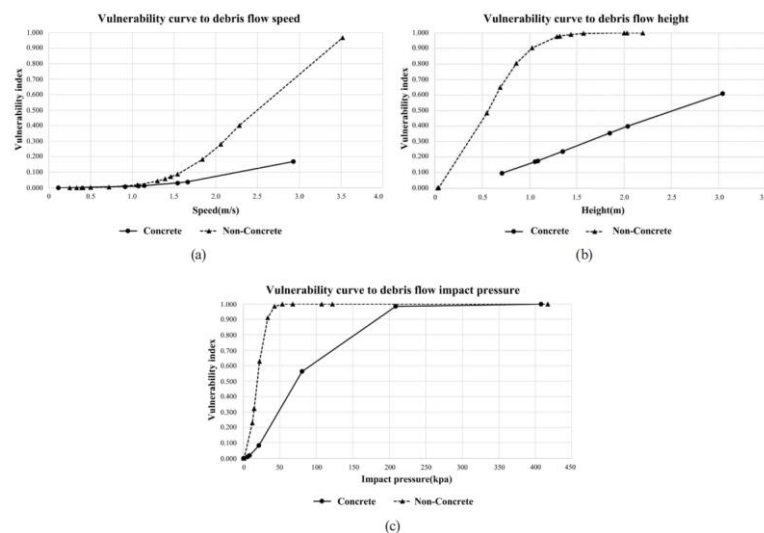 Vulnerability curve to debris flow speed
1.000
0.900
0.800
0.700
0.600
0.500
0.400
0.300
0.200
0.100
0.000
Vulnerability index
0.0 0.5 1.0 1.5 2.0 2.5 3.0 3.5 4.0
Speed(m/s)
Concrete Non-Concrete
(a)
Vulnerability curve to debris flow height
1.000
0.900
0.800
0.700
0.600
0.500
0.400
0.300
0.200
0.100
0.000
Vulnerability index
0 0.5 1.0 1.5 2.0 2.5 3.0 3.5
Height(m)
Concrete Non-Concrete
(b)
Vulnerability curve to debris flow impact pressure
1.000
0.900
0.800
0.700
0.600
0.500
0.400
0.300
0.200
0.100
0.000
Vulnerability index
0 50 100 150 200 250 300 350 400 450
Impact pressure(kpa)
Concrete Non-Concrete
(c)